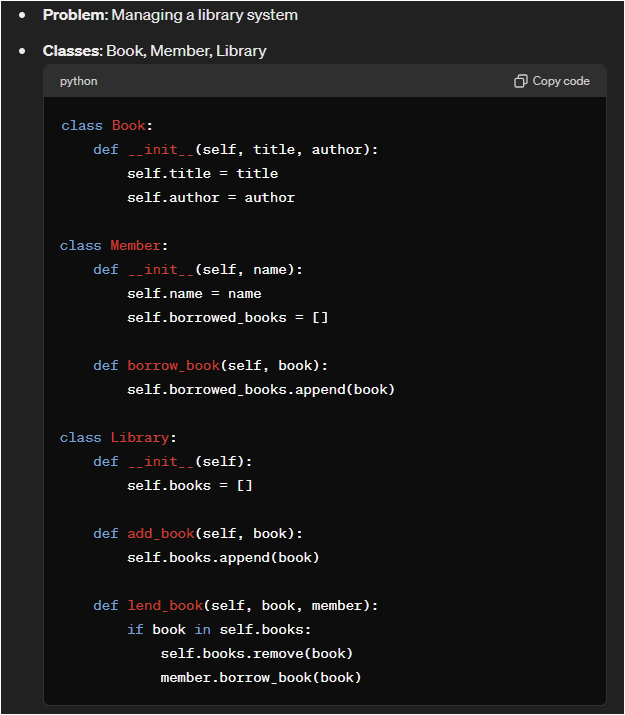 • Problem: Managing a library system
• Classes: Book, Member, Library
python Copy code
class Book:
    def __init__(self, title, author):
        self.title = title
        self.author = author

class Member:
    def __init__(self, name):
        self.name = name
        self.borrowed_books = []

    def borrow_book(self, book):
        self.borrowed_books.append(book)

class Library:
    def __init__(self):
        self.books = []

    def add_book(self, book):
        self.books.append(book)

    def lend_book(self, book, member):
        if book in self.books:
            self.books.remove(book)
            member.borrow_book(book)